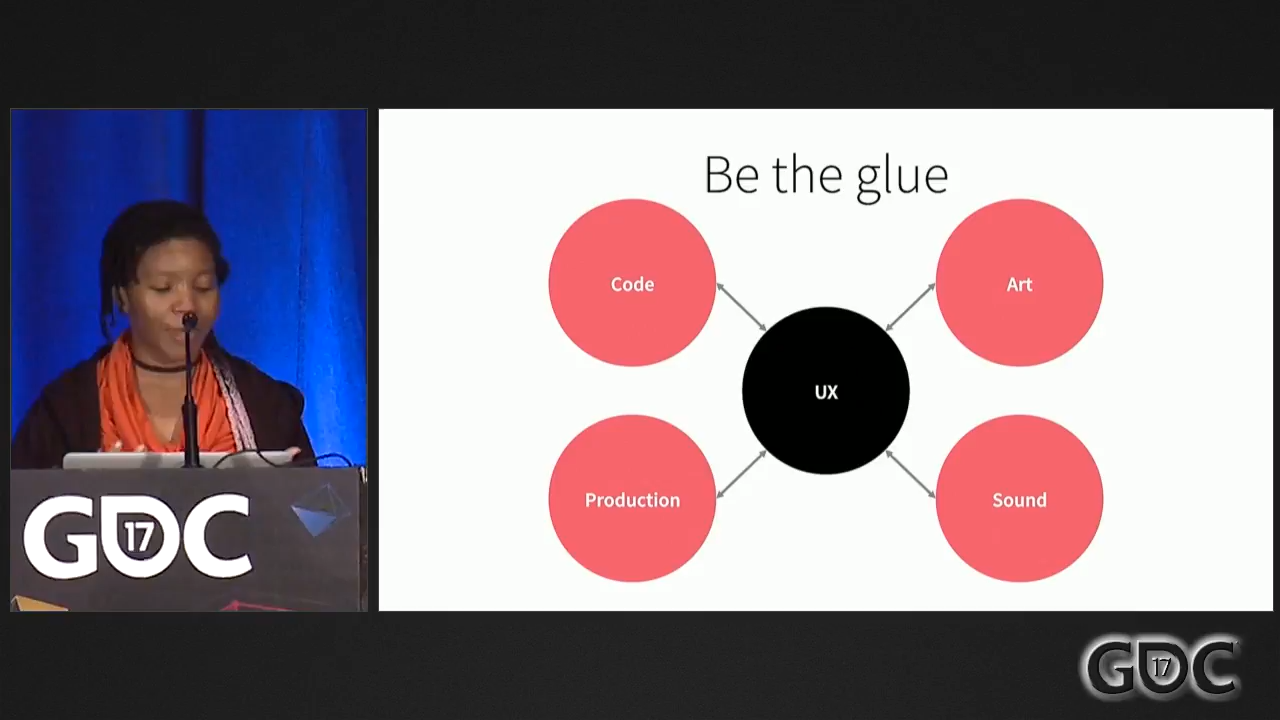 Be the glue
Code
Art
UX
Production
Sound
GDC
17
GDC
17